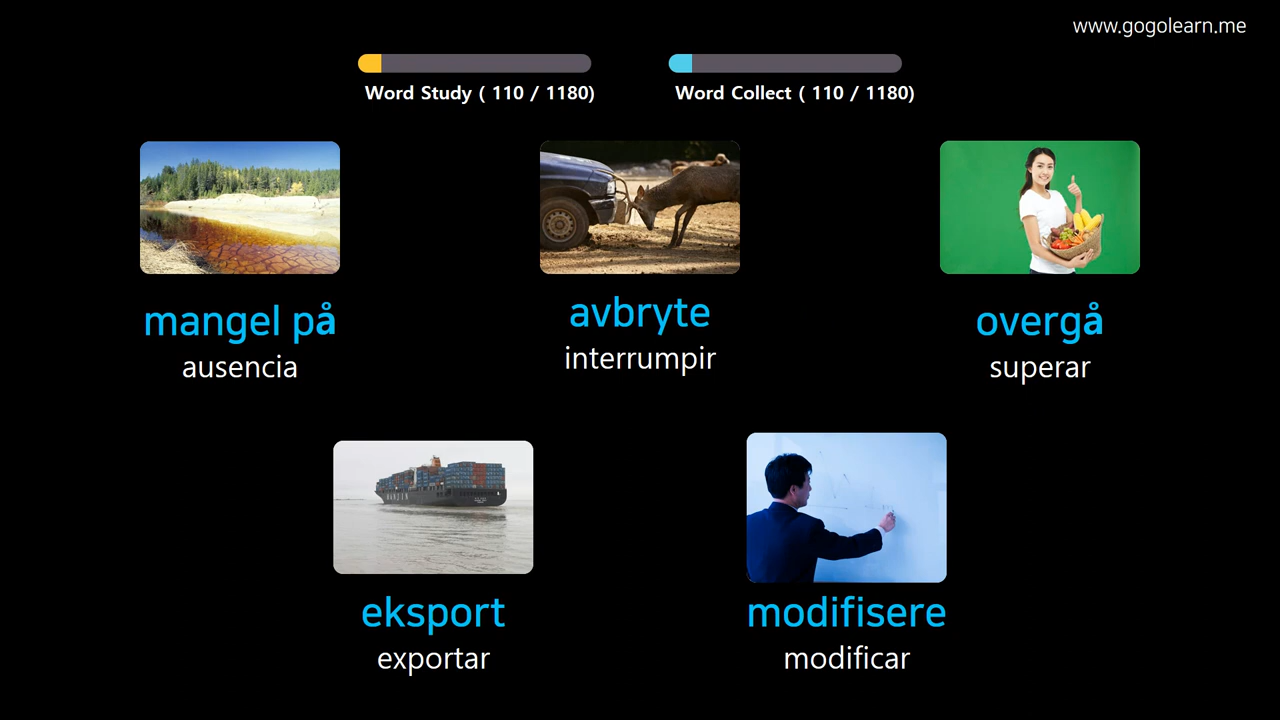 www.gogolearn.me
Word Study ( 110 / 1180)
Word Collect ( 110 / 1180)
mangel på
ausencia
avbryte
interrumpir
overgå
superar
eksport
exportar
modifisere
modificar